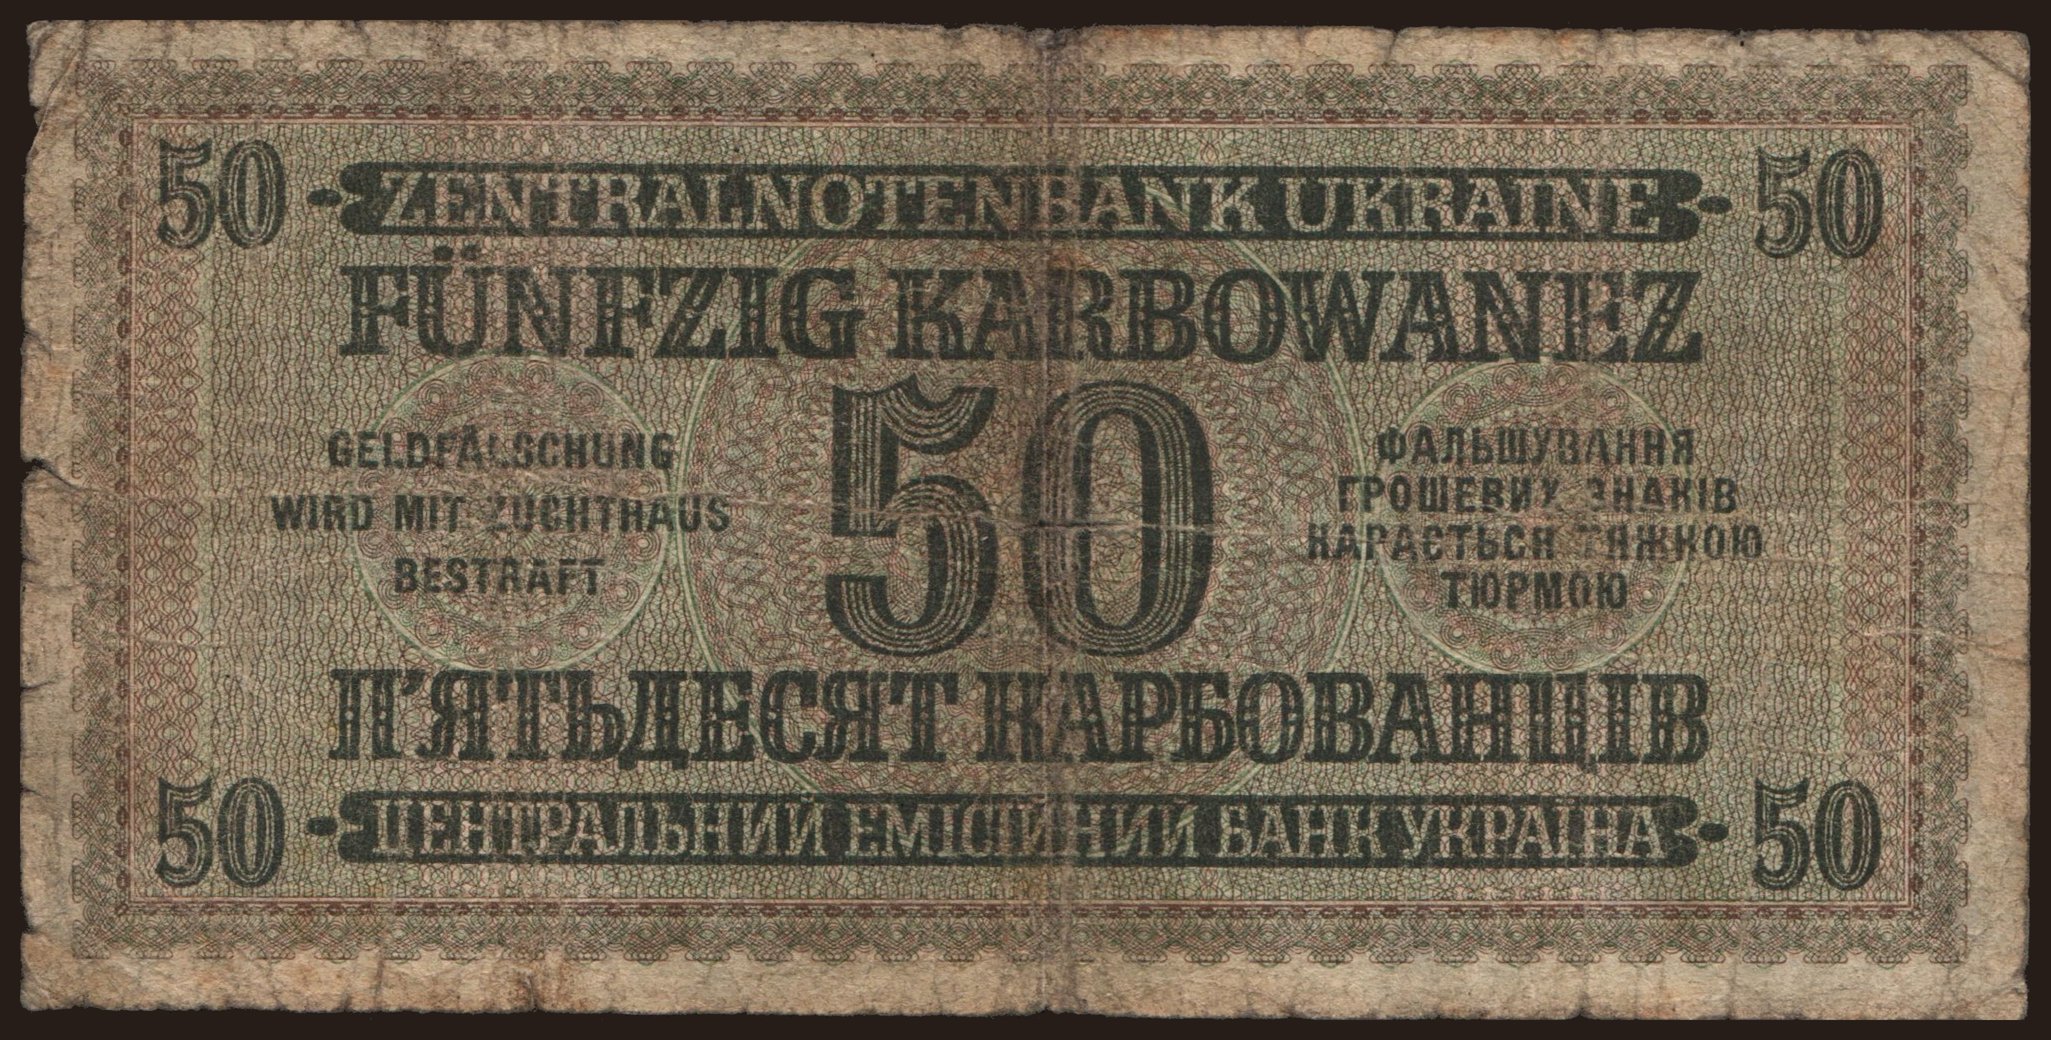 50 ZENTRALNOTENBANK UKRAINE 50
FÜNFZIG KARBOWANEZ
GELDFÄLSCHUNG
WIRD MIT ZUCHTHAUS
BESTRAFT
50
ФАЛЬШУВАННЯ
ГРОШЕВИХ ЗНАКІВ
КАРАЄТЬСЯ ТЯЖКОЮ
ТЮРМОЮ
П'ЯТЬДЕСЯТ КАРБОВАНЦІВ
50 ЦЕНТРАЛЬНИЙ ЕМІСІЙНИЙ БАНК УКРАЇНА 50